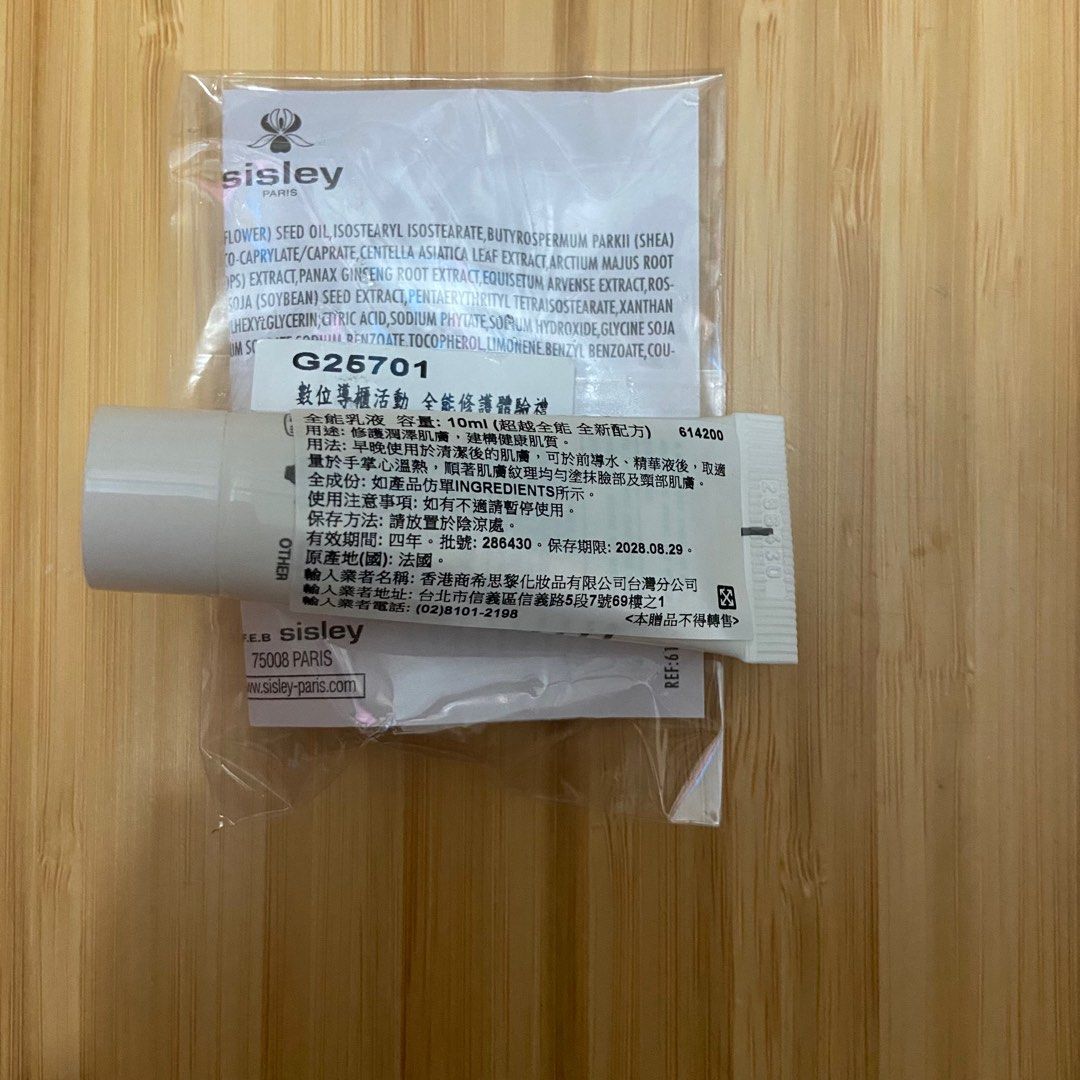 sisley
PARIS
FLOWER) SEED OIL,ISOSTEARYL ISOSTEARATE,BUTYROSPERMUM PARKII (SHEA)
TO-CAPRYLATE/CAPRATE,CENTELLA ASIATICA LEAF EXTRACT,ARCTIUM MAJUS ROOT
OPS) EXTRACT,PANAX GINSENG ROOT EXTRACT,EQUISETUM ARVENSE EXTRACT,ROS-
SOJA (SOYBEAN) SEED EXTRACT,PENTAERYTHRITYL TETRAISOSTEARATE,XANTHAN
LHEXYLGLYCERIN,CITRIC ACID,SODIUM PHYTATE,SODIUM HYDROXIDE,GLYCINE SOJA
BENZOATE,TOCOPHEROL,LIMONENE,BENZYL BENZOATE,COU-
G25701
數位導櫃活動 全能修護體驗禮
全能乳液 容量: 10ml (超越全能 全新配方) 614200
用途: 修護潤澤肌膚，建構健康肌質。
用法: 早晚使用於清潔後的肌膚，可於前導水、精華液後，取適
量於手掌心溫熱，順著肌膚紋理均勻塗抹臉部及頸部肌膚。
全成份: 如產品仿單INGREDIENTS所示。
使用注意事項: 如有不適請暫停使用。
保存方法: 請放置於陰涼處。
有效期間: 四年。批號: 286430。保存期限: 2028.08.29。
原產地(國): 法國。
輸入業者名稱: 香港商希思黎化妝品有限公司台灣分公司
輸入業者地址: 台北市信義區信義路5段7號69樓之1
輸入業者電話: (02)8101-2198
<本贈品不得轉售>
OTHER
286430
F.E.B sisley
75008 PARIS
ww.sisley-paris.com
REF:61